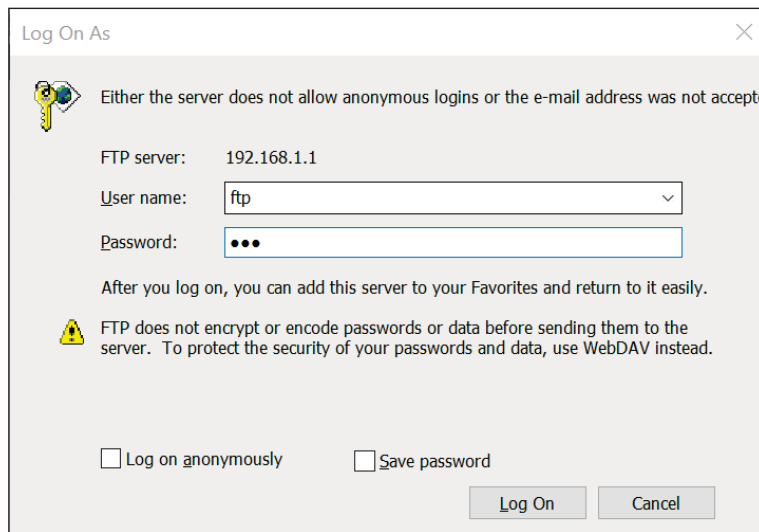 Log On As
Either the server does not allow anonymous logins or the e-mail address was not accept
FTP server: 192.168.1.1
User name: ftp
Password: ●●●
After you log on, you can add this server to your Favorites and return to it easily.
FTP does not encrypt or encode passwords or data before sending them to the
server. To protect the security of your passwords and data, use WebDAV instead.
Log on anonymously Save password
Log On Cancel